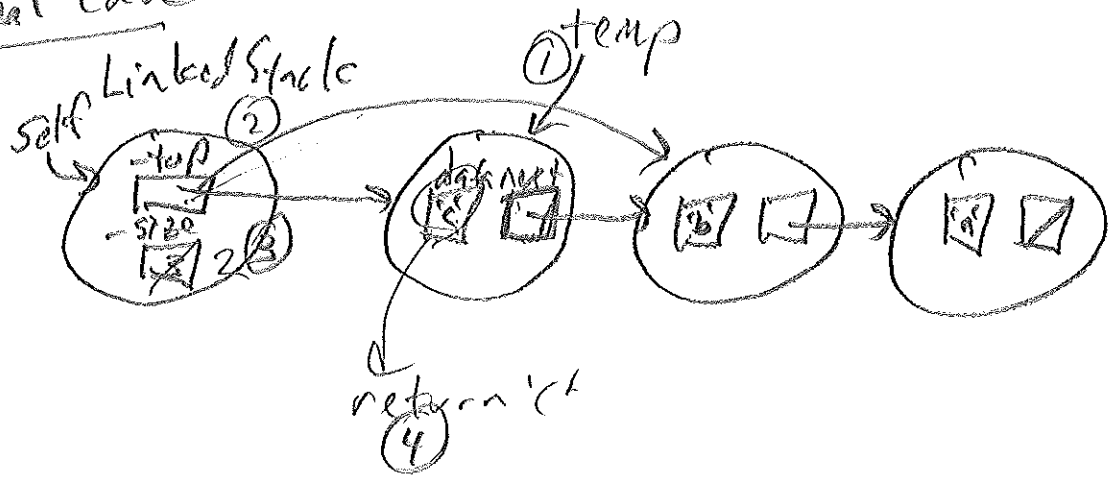 LinkedStack
self
① temp
②
-top
-size
2 ③
data next
'c'
'b'
'a'
return 'c'
④